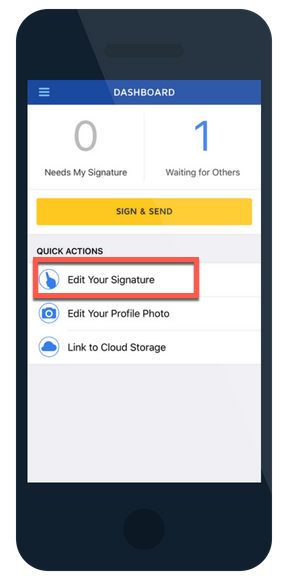 DASHBOARD
0
1
Needs My Signature
Waiting for Others
SIGN & SEND
QUICK ACTIONS
Edit Your Signature
Edit Your Profile Photo
Link to Cloud Storage